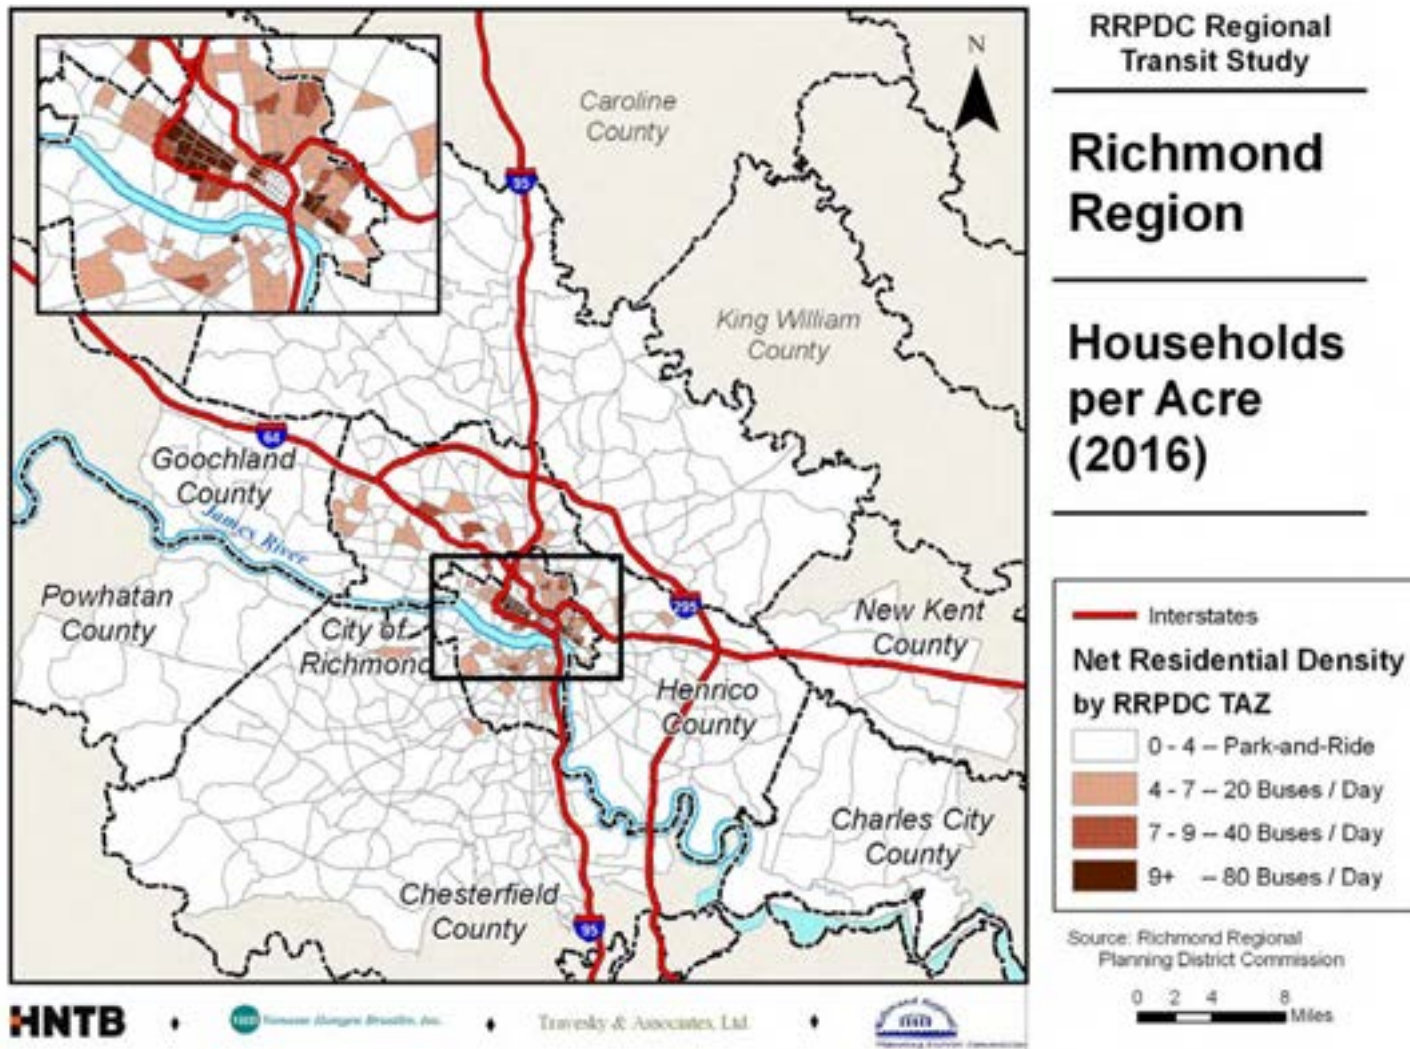 RRPDC Regional
Transit Study
Richmond
Region
Households
per Acre
(2016)
Interstates
Net Residential Density
by RRPDC TAZ
0 - 4 -- Park-and-Ride
4 - 7 -- 20 Buses / Day
7 - 9 -- 40 Buses / Day
9+ -- 80 Buses / Day
Source: Richmond Regional
Planning District Commission
0 2 4 8
Miles
N
Caroline
County
95
King William
County
64
Goochland
County
James River
Powhatan
County
City of
Richmond
295
New Kent
County
Henrico
County
Charles City
County
Chesterfield
County
95
HNTB
Travesky & Associates, Ltd.